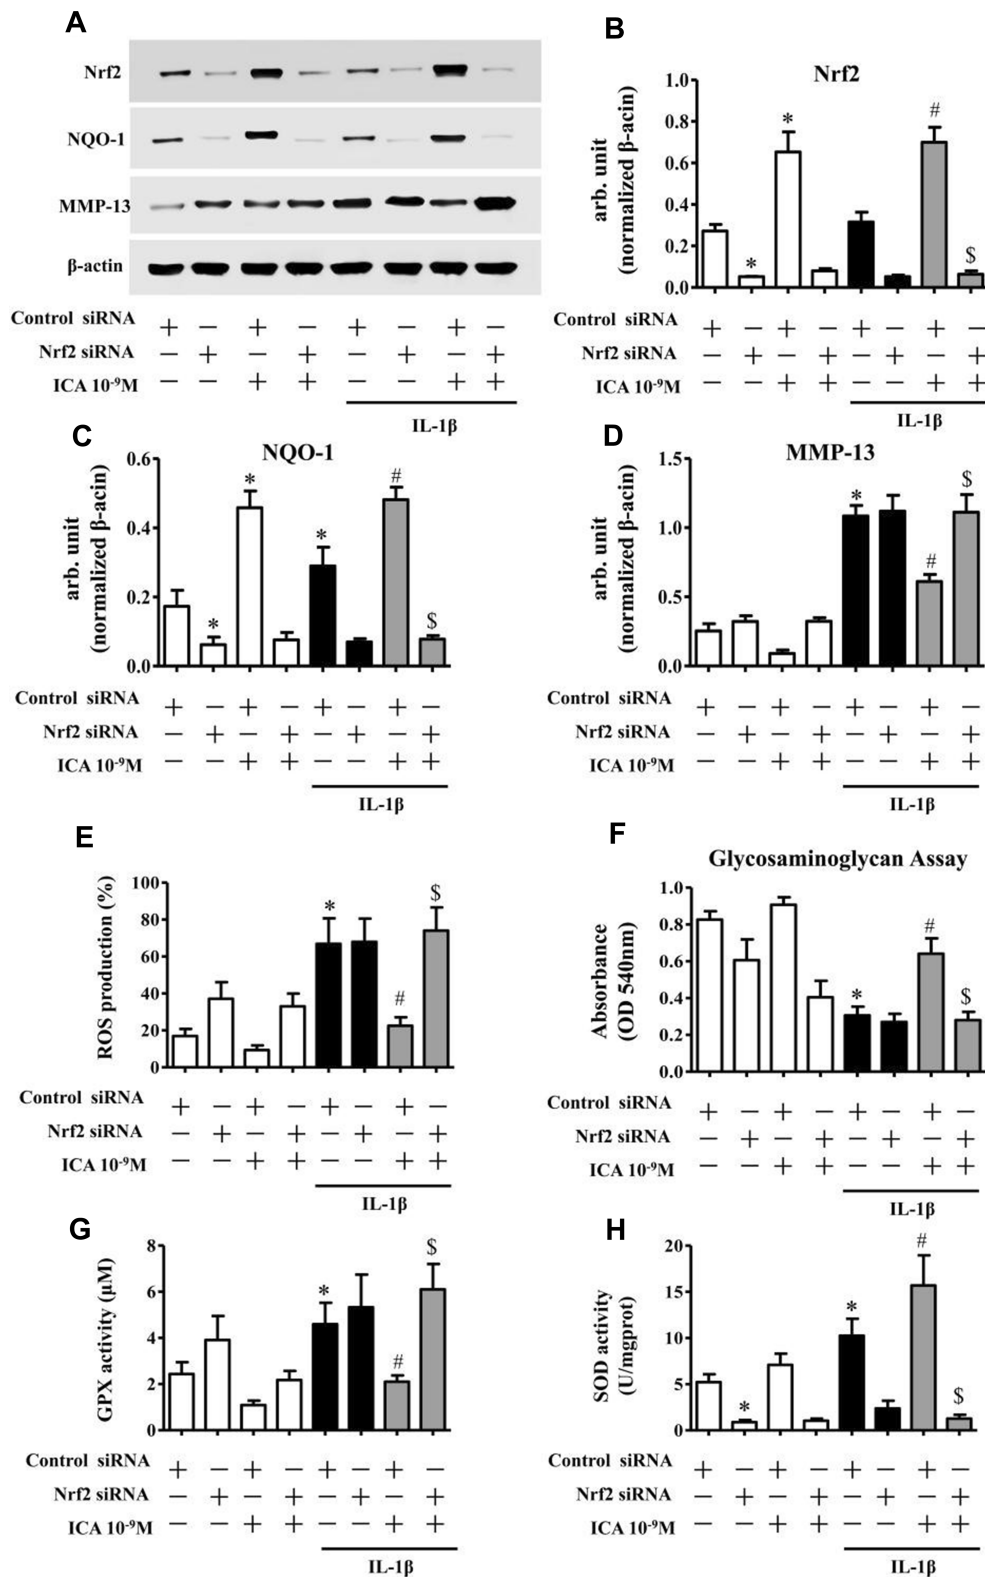 A
Nrf2
NQO-1
MMP-13
β-actin
Control siRNA + − + − + − + −
Nrf2 siRNA − + − + − + − +
ICA 10⁻⁹M − − + + − − + +
IL-1β
B
Nrf2
arb. unit
(normalized β-acin)
1.0
0.8
0.6
0.4
0.2
0.0
* * # $
Control siRNA + − + − + − + −
Nrf2 siRNA − + − + − + − +
ICA 10⁻⁹M − − + + − − + +
IL-1β
C
NQO-1
arb. unit
(normalized β-acin)
0.6
0.4
0.2
0.0
* * * # $
Control siRNA + − + − + − + −
Nrf2 siRNA − + − + − + − +
ICA 10⁻⁹M − − + + − − + +
IL-1β
D
MMP-13
arb. unit
(normalized β-acin)
1.5
1.0
0.5
0.0
* # $
Control siRNA + − + − + − + −
Nrf2 siRNA − + − + − + − +
ICA 10⁻⁹M − − + + − − + +
IL-1β
E
ROS production (%)
100
80
60
40
20
0
* # $
Control siRNA + − + − + − + −
Nrf2 siRNA − + − + − + − +
ICA 10⁻⁹M − − + + − − + +
IL-1β
F
Glycosaminoglycan Assay
Absorbance
(OD 540nm)
1.0
0.8
0.6
0.4
0.2
0.0
* # $
Control siRNA + − + − + − + −
Nrf2 siRNA − + − + − + − +
ICA 10⁻⁹M − − + + − − + +
IL-1β
G
GPX activity (μM)
8
6
4
2
0
* # $
Control siRNA + − + − + − + −
Nrf2 siRNA − + − + − + − +
ICA 10⁻⁹M − − + + − − + +
IL-1β
H
SOD activity
(U/mgprot)
20
15
10
5
0
* * # $
Control siRNA + − + − + − + −
Nrf2 siRNA − + − + − + − +
ICA 10⁻⁹M − − + + − − + +
IL-1β